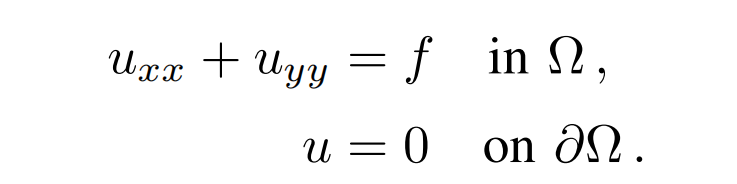 u_{xx} + u_{yy} = f in Ω ,
u = 0 on ∂Ω .